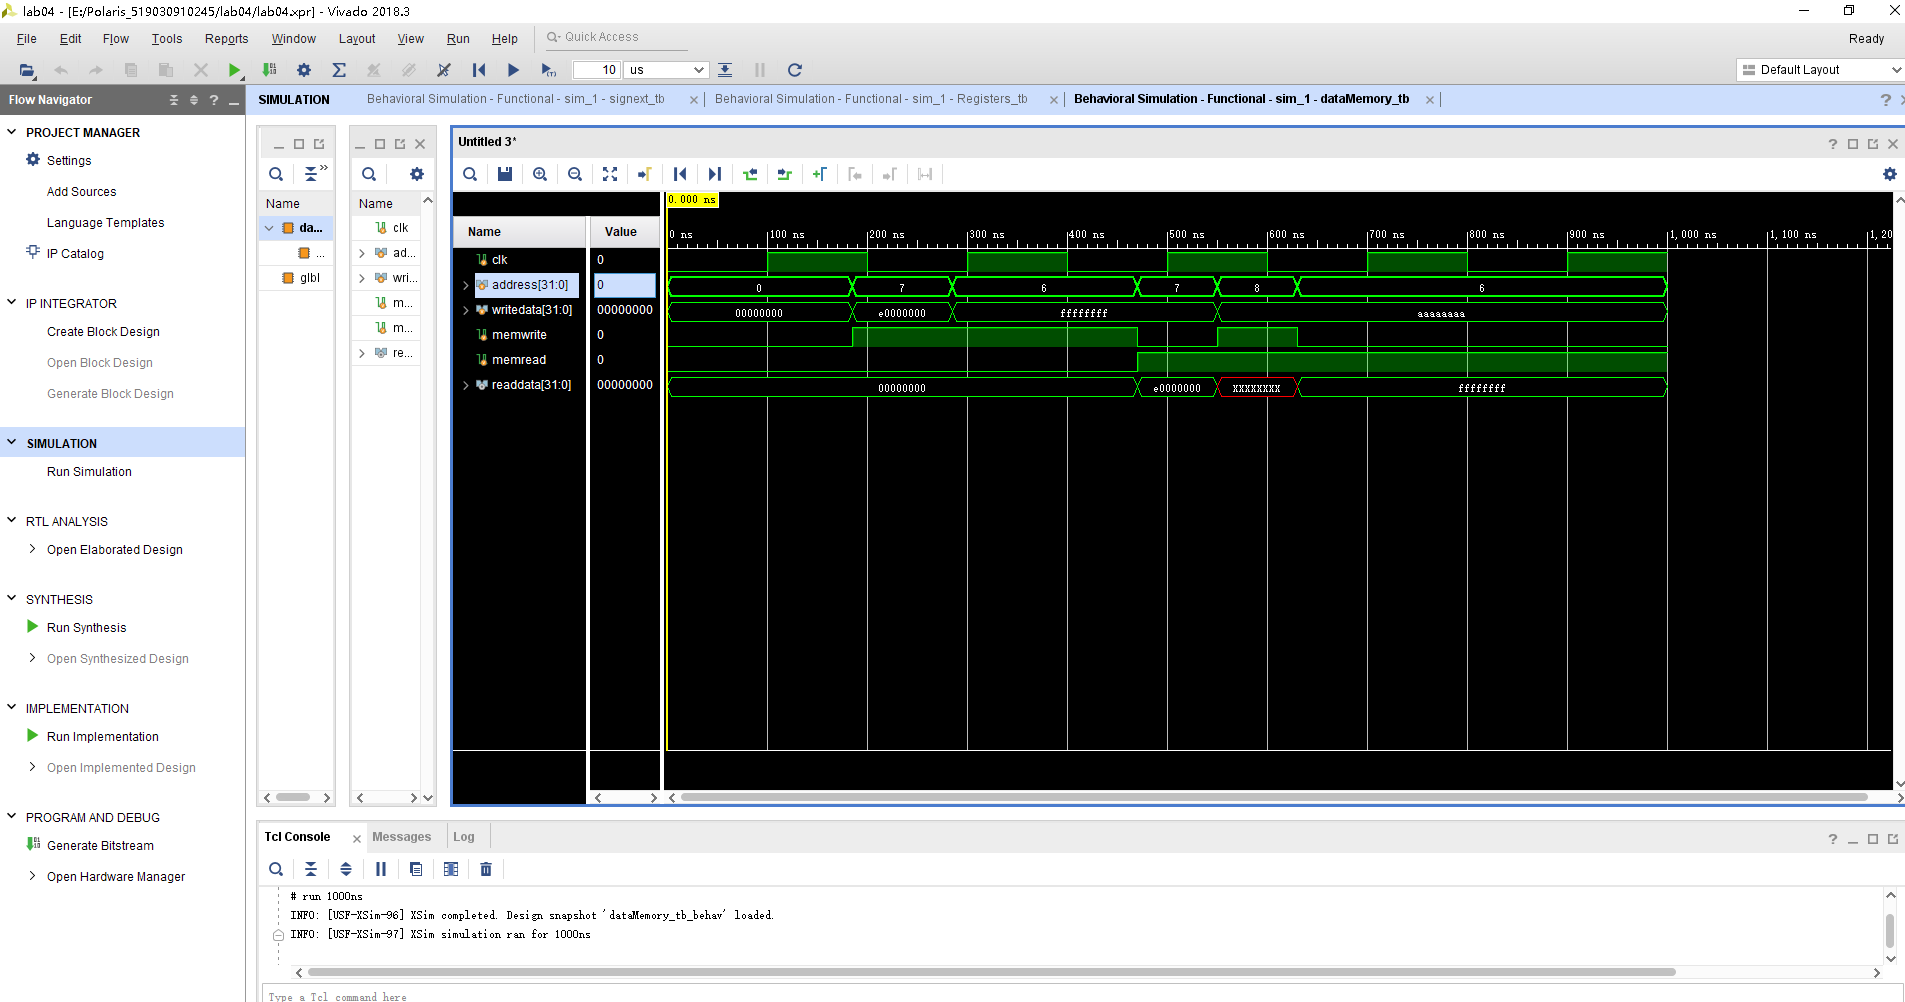 lab04 - [E:/Polaris_519030910245/lab04/lab04.xpr] - Vivado 2018.3
File Edit Flow Tools Reports Window Layout View Run Help Quick Access Ready
10 us Default Layout
Flow Navigator
SIMULATION Behavioral Simulation - Functional - sim_1 - signext_tb Behavioral Simulation - Functional - sim_1 - Registers_tb Behavioral Simulation - Functional - sim_1 - dataMemory_tb
PROJECT MANAGER
Settings
Add Sources
Language Templates
IP Catalog
IP INTEGRATOR
Create Block Design
Open Block Design
Generate Block Design
SIMULATION
Run Simulation
RTL ANALYSIS
Open Elaborated Design
SYNTHESIS
Run Synthesis
Open Synthesized Design
IMPLEMENTATION
Run Implementation
Open Implemented Design
PROGRAM AND DEBUG
Generate Bitstream
Open Hardware Manager
Name
da...
...
glbl
Name
clk
ad...
wri...
m...
m...
re...
Untitled 3*
0.000 ns
Name Value
0 ns 100 ns 200 ns 300 ns 400 ns 500 ns 600 ns 700 ns 800 ns 900 ns 1,000 ns 1,100 ns 1,20
clk 0
address[31:0] 0 0 7 6 7 8 6
writedata[31:0] 00000000 00000000 e0000000 ffffffff aaaaaaaa
memwrite 0
memread 0
readdata[31:0] 00000000 00000000 e0000000 XXXXXXXX ffffffff
Tcl Console Messages Log
# run 1000ns
INFO: [USF-XSim-96] XSim completed. Design snapshot 'dataMemory_tb_behav' loaded.
INFO: [USF-XSim-97] XSim simulation ran for 1000ns
Type a Tcl command here